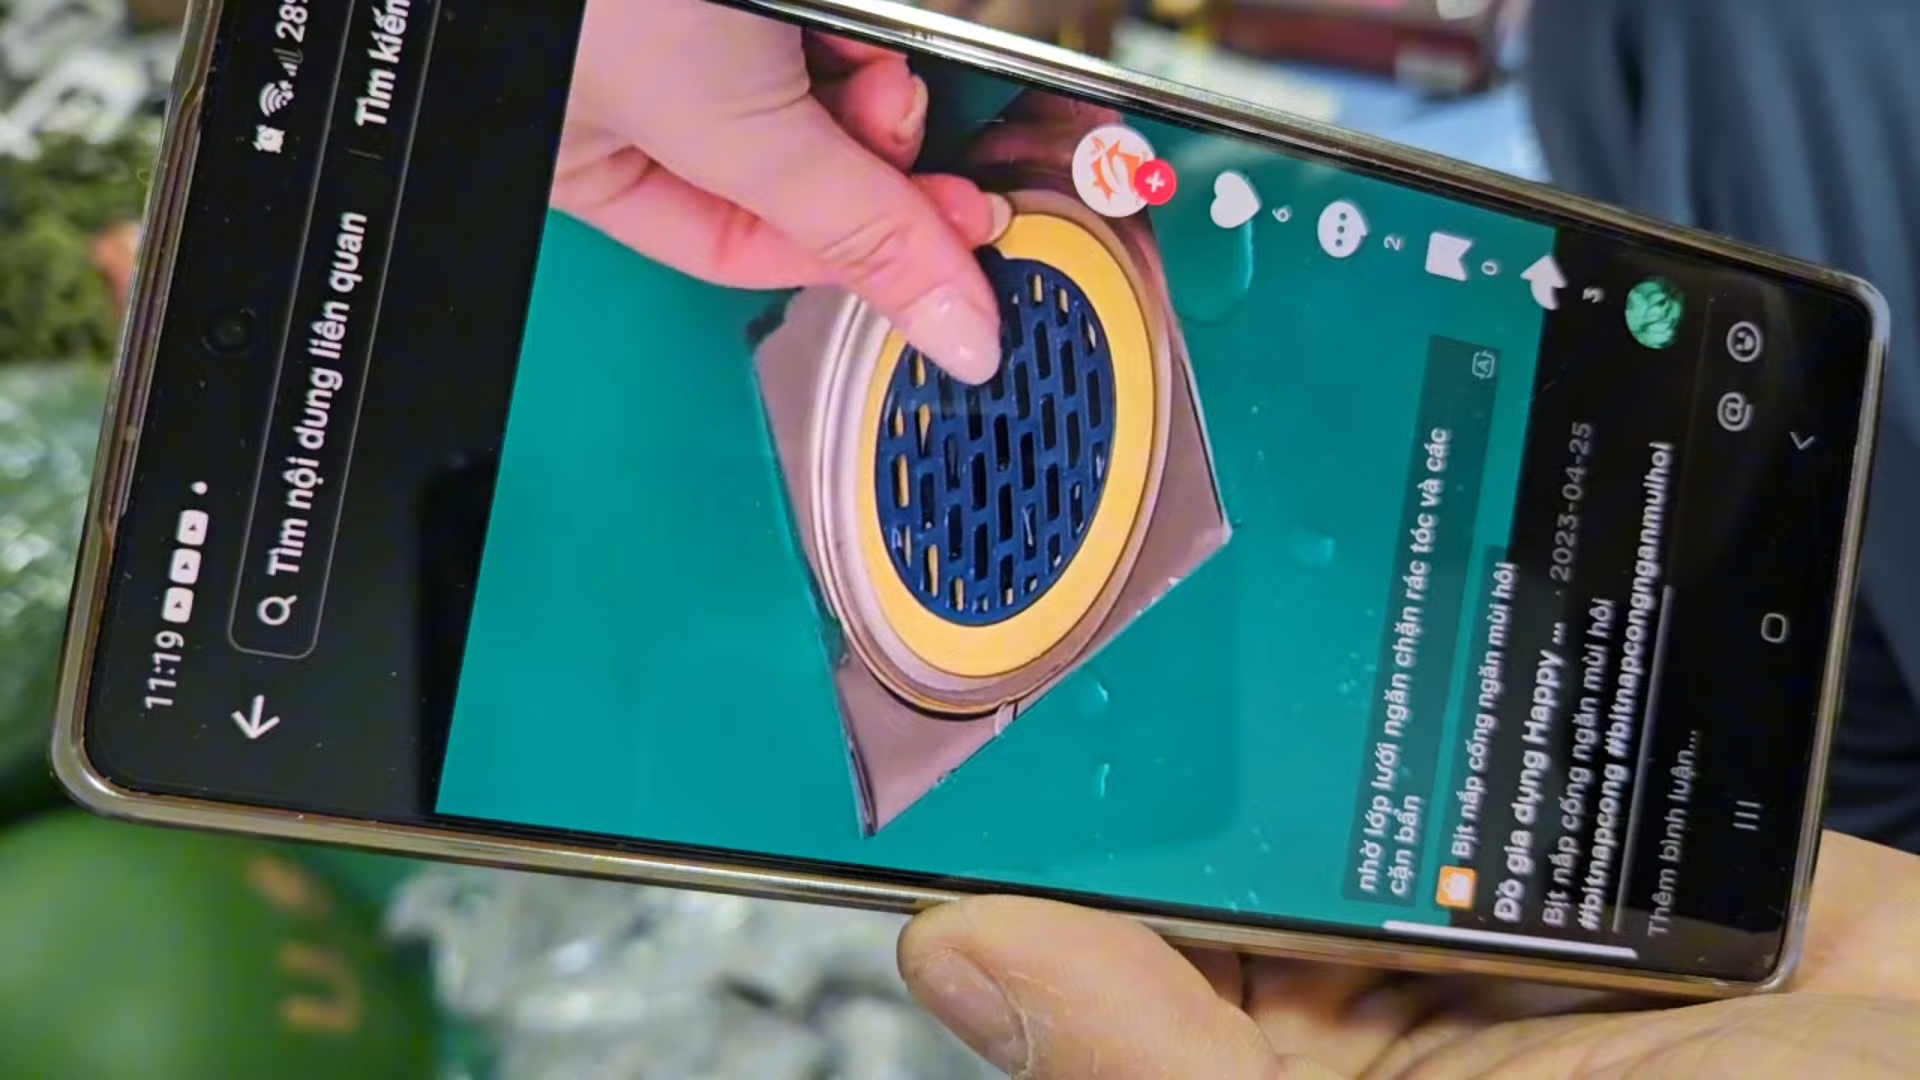 11:19
28
Tìm nội dung liên quan
Tìm kiếm
6
2
0
3
nhờ lớp lưới ngăn chặn rác tóc và các
cặn bẩn
Bịt nắp cống ngăn mùi hôi
Đồ gia dụng Happy ... · 2023-04-25
Bịt nắp cống ngăn mùi hôi
#bitnapcong #bitnapcongnganmuihoi
Thêm bình luận...
@